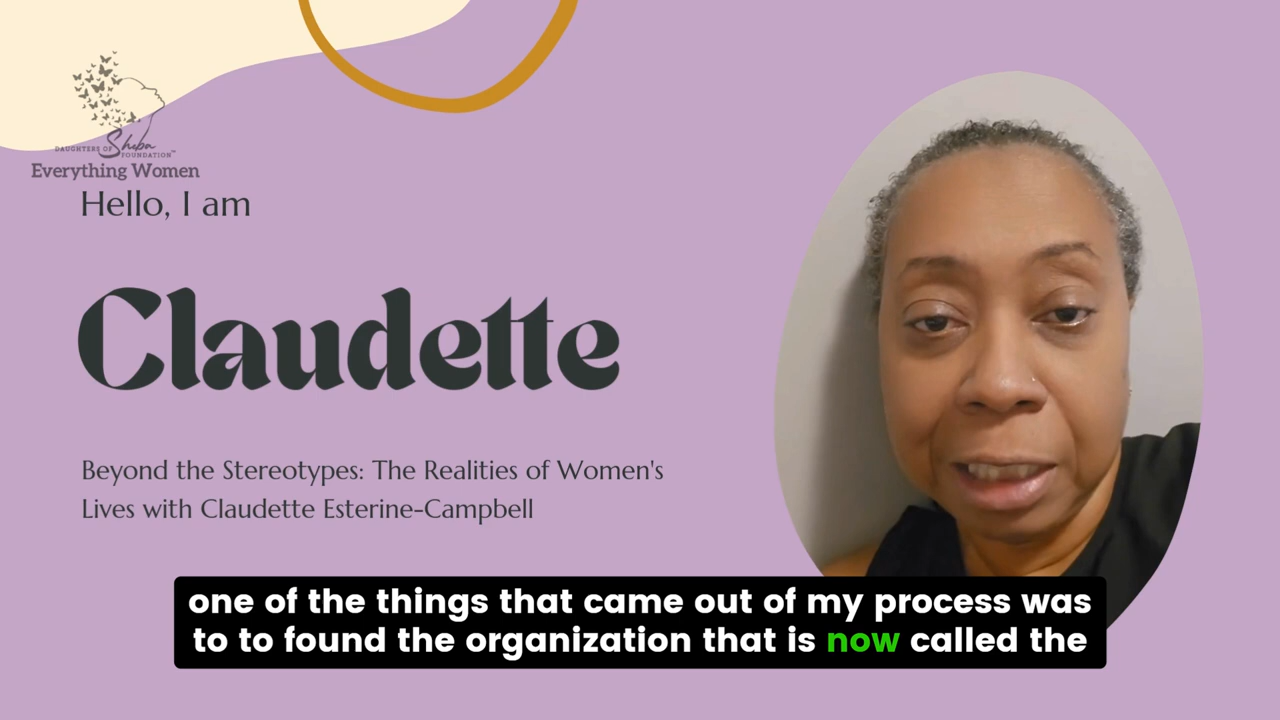 DAUGHTERS OF Sheba FOUNDATION™
Everything Women
Hello, I am
Claudette
Beyond the Stereotypes: The Realities of Women's
Lives with Claudette Esterine-Campbell
one of the things that came out of my process was
to to found the organization that is now called the